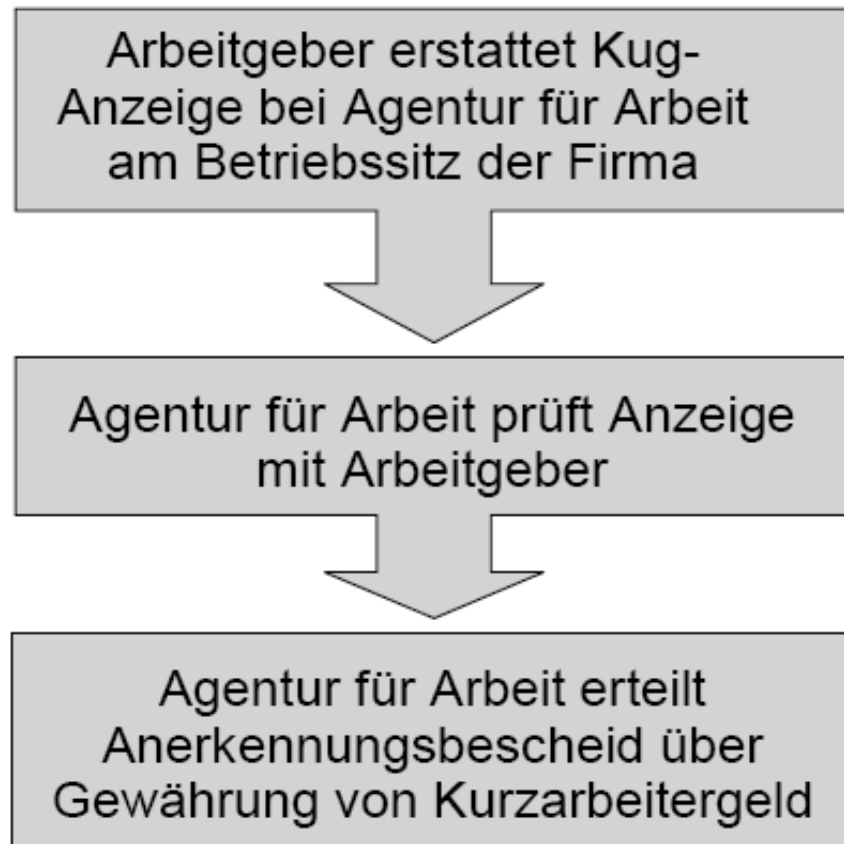 Arbeitgeber erstattet Kug-
Anzeige bei Agentur für Arbeit
am Betriebssitz der Firma
Agentur für Arbeit prüft Anzeige
mit Arbeitgeber
Agentur für Arbeit erteilt
Anerkennungsbescheid über
Gewährung von Kurzarbeitergeld